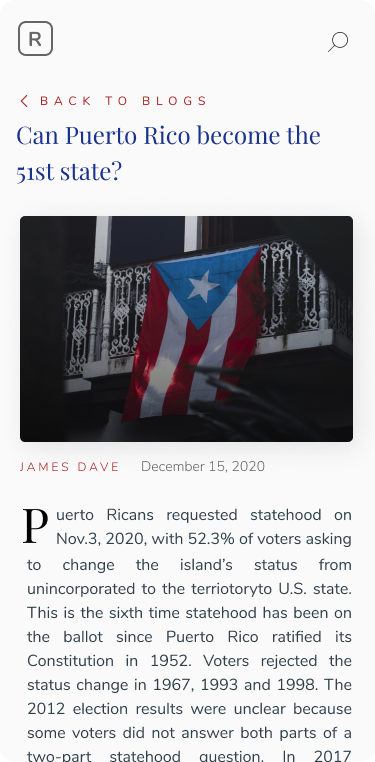 R
BACK TO BLOGS
Can Puerto Rico become the
51st state?
JAMES DAVE December 15, 2020
Puerto Ricans requested statehood on
Nov.3, 2020, with 52.3% of voters asking
to change the island’s status from
unincorporated to the terriotoryto U.S. state.
This is the sixth time statehood has been on
the ballot since Puerto Rico ratified its
Constitution in 1952. Voters rejected the
status change in 1967, 1993 and 1998. The
2012 election results were unclear because
some voters did not answer both parts of a
two-part statehood question. In 2017